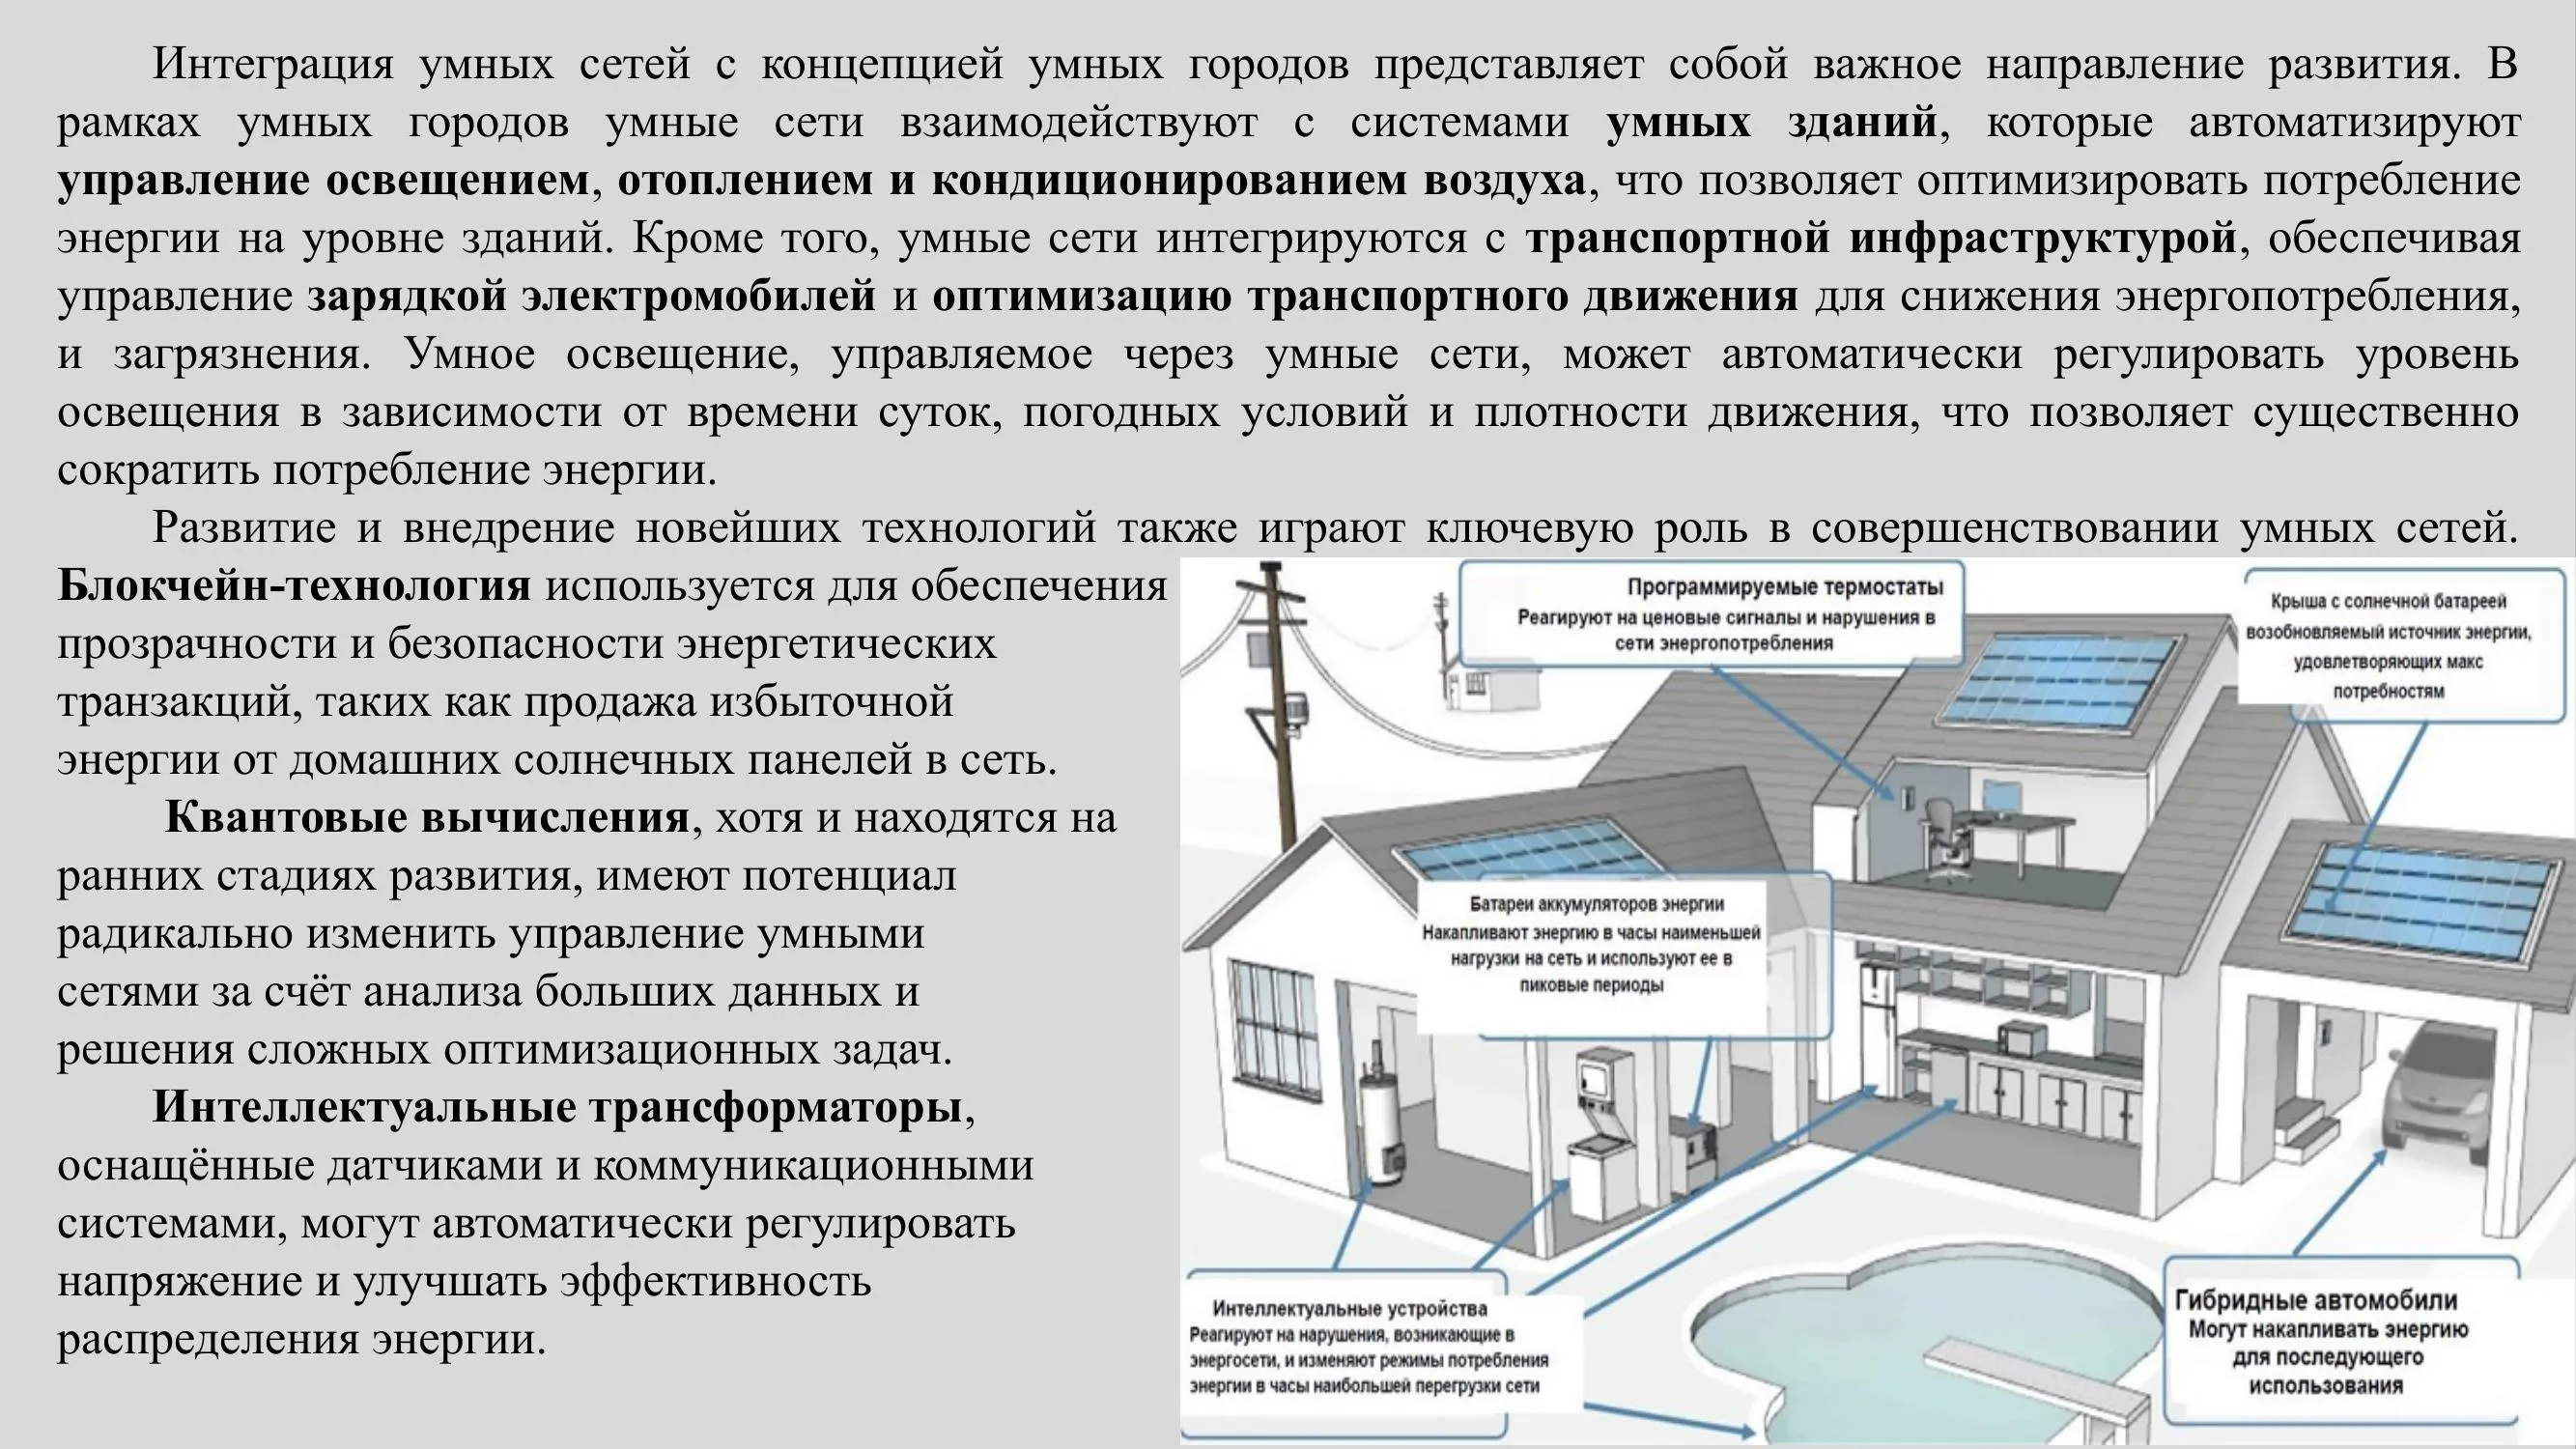 Интеграция умных сетей с концепцией умных городов представляет собой важное направление развития. В
рамках умных городов умные сети взаимодействуют с системами умных зданий, которые автоматизируют
управление освещением, отоплением и кондиционированием воздуха, что позволяет оптимизировать потребление
энергии на уровне зданий. Кроме того, умные сети интегрируются с транспортной инфраструктурой, обеспечивая
управление зарядкой электромобилей и оптимизацию транспортного движения для снижения энергопотребления,
и загрязнения. Умное освещение, управляемое через умные сети, может автоматически регулировать уровень
освещения в зависимости от времени суток, погодных условий и плотности движения, что позволяет существенно
сократить потребление энергии.
Развитие и внедрение новейших технологий также играют ключевую роль в совершенствовании умных сетей.
Блокчейн-технология используется для обеспечения
прозрачности и безопасности энергетических
транзакций, таких как продажа избыточной
энергии от домашних солнечных панелей в сеть.
Квантовые вычисления, хотя и находятся на
ранних стадиях развития, имеют потенциал
радикально изменить управление умными
сетями за счёт анализа больших данных и
решения сложных оптимизационных задач.
Интеллектуальные трансформаторы,
оснащённые датчиками и коммуникационными
системами, могут автоматически регулировать
напряжение и улучшать эффективность
распределения энергии.
Программируемые термостаты
Реагируют на ценовые сигналы и нарушения в
сети энергопотребления
Крыша с солнечной батареей
возобновляемый источник энергии,
удовлетворяющих макс
потребностям
Батареи аккумуляторов энергии
Накапливают энергию в часы наименьшей
нагрузки на сеть и используют ее в
пиковые периоды
Интеллектуальные устройства
Реагируют на нарушения, возникающие в
энергосети, и изменяют режимы потребления
энергии в часы наибольшей перегрузки сети
Гибридные автомобили
Могут накапливать энергию
для последующего
использования